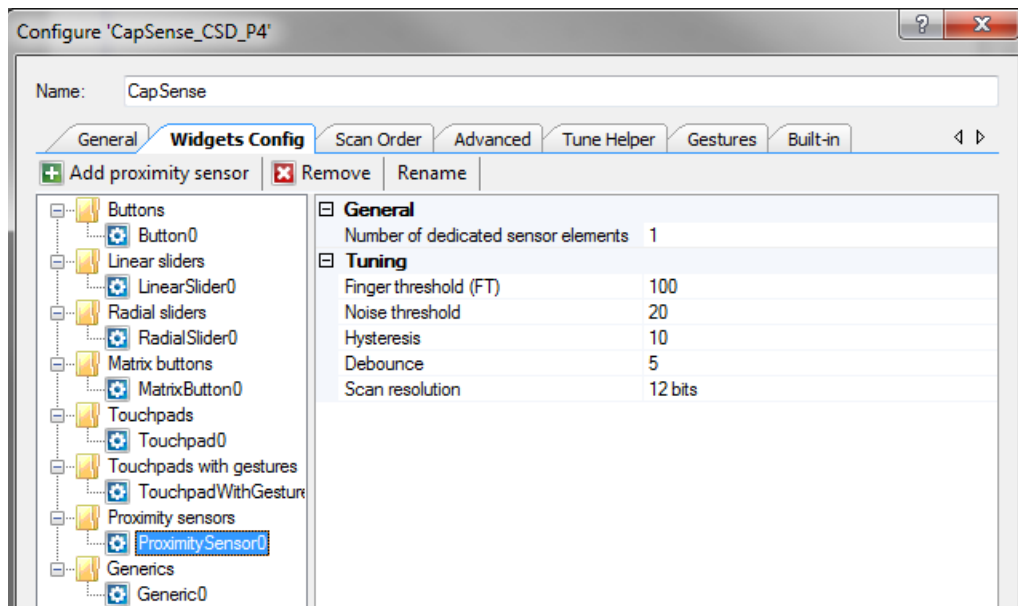 Configure 'CapSense_CSD_P4'
Name: CapSense
General Widgets Config Scan Order Advanced Tune Helper Gestures Built-in
Add proximity sensor Remove Rename
Buttons
Button0
Linear sliders
LinearSlider0
Radial sliders
RadialSlider0
Matrix buttons
MatrixButton0
Touchpads
Touchpad0
Touchpads with gestures
TouchpadWithGesture
Proximity sensors
ProximitySensor0
Generics
Generic0
General
Number of dedicated sensor elements 1
Tuning
Finger threshold (FT) 100
Noise threshold 20
Hysteresis 10
Debounce 5
Scan resolution 12 bits